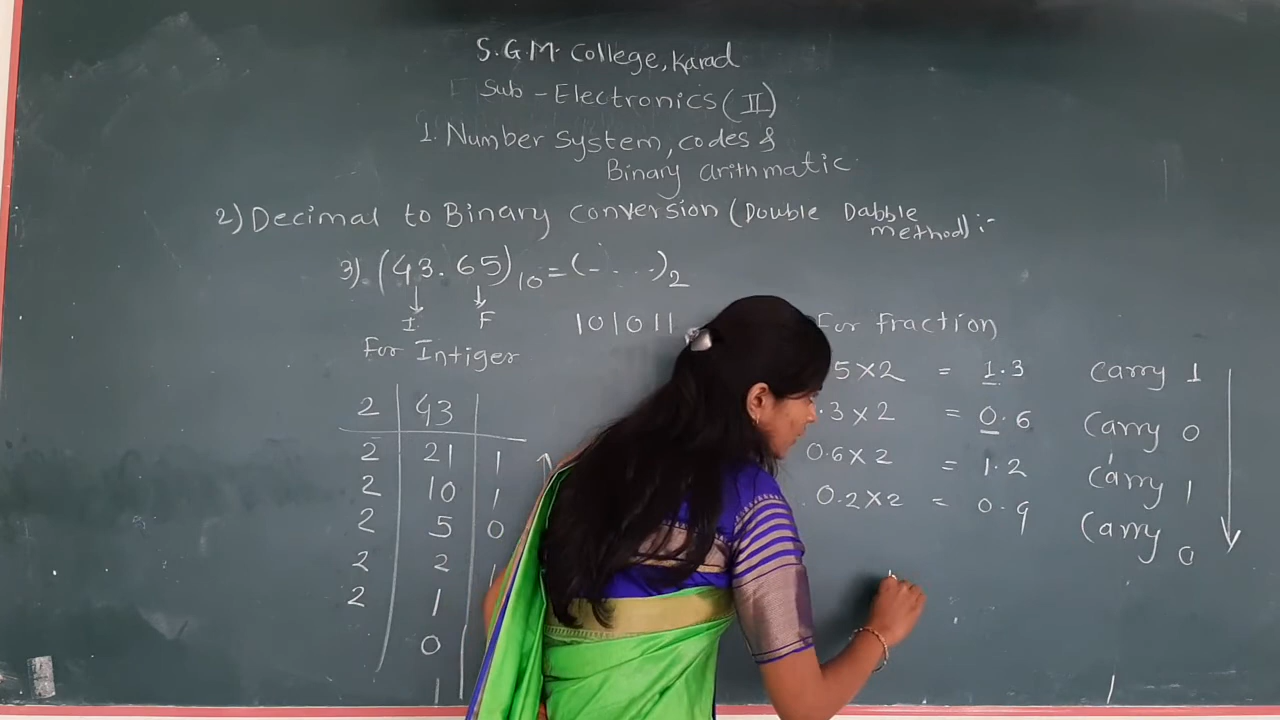 S.G.M. College, Karad
Sub - Electronics (II)
1. Number System, codes &
Binary arithmatic
2) Decimal to Binary conversion (Double Dabble
method) :-
3). (43.65)10 = (- . . .)2
I F
101011
For Intiger
2 43
2 21 1
2 10 1
2 5 0
2 2
2 1
0
For fraction
5×2 = 1.3 Carry 1
.3×2 = 0.6 Carry 0
0.6×2 = 1.2 Carry 1
0.2×2 = 0.9 Carry 0